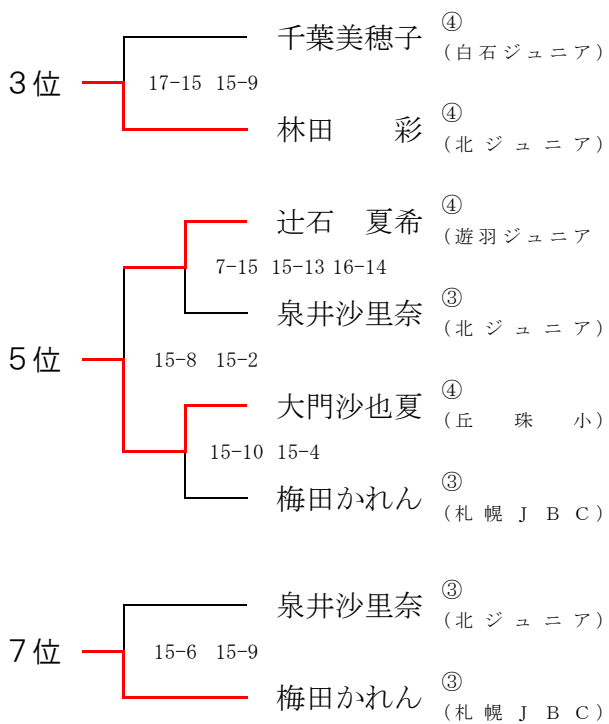 千葉美穂子 ④
(白石ジュニア)
3位 17-15 15-9
林田 彩 ④
(北ジュニア)
辻石 夏希 ④
(遊羽ジュニア
7-15 15-13 16-14
泉井沙里奈 ③
(北ジュニア)
5位 15-8 15-2
大門沙也夏 ④
(丘珠小)
15-10 15-4
梅田かれん ③
(札幌JBC)
泉井沙里奈 ③
(北ジュニア)
7位 15-6 15-9
梅田かれん ③
(札幌JBC)